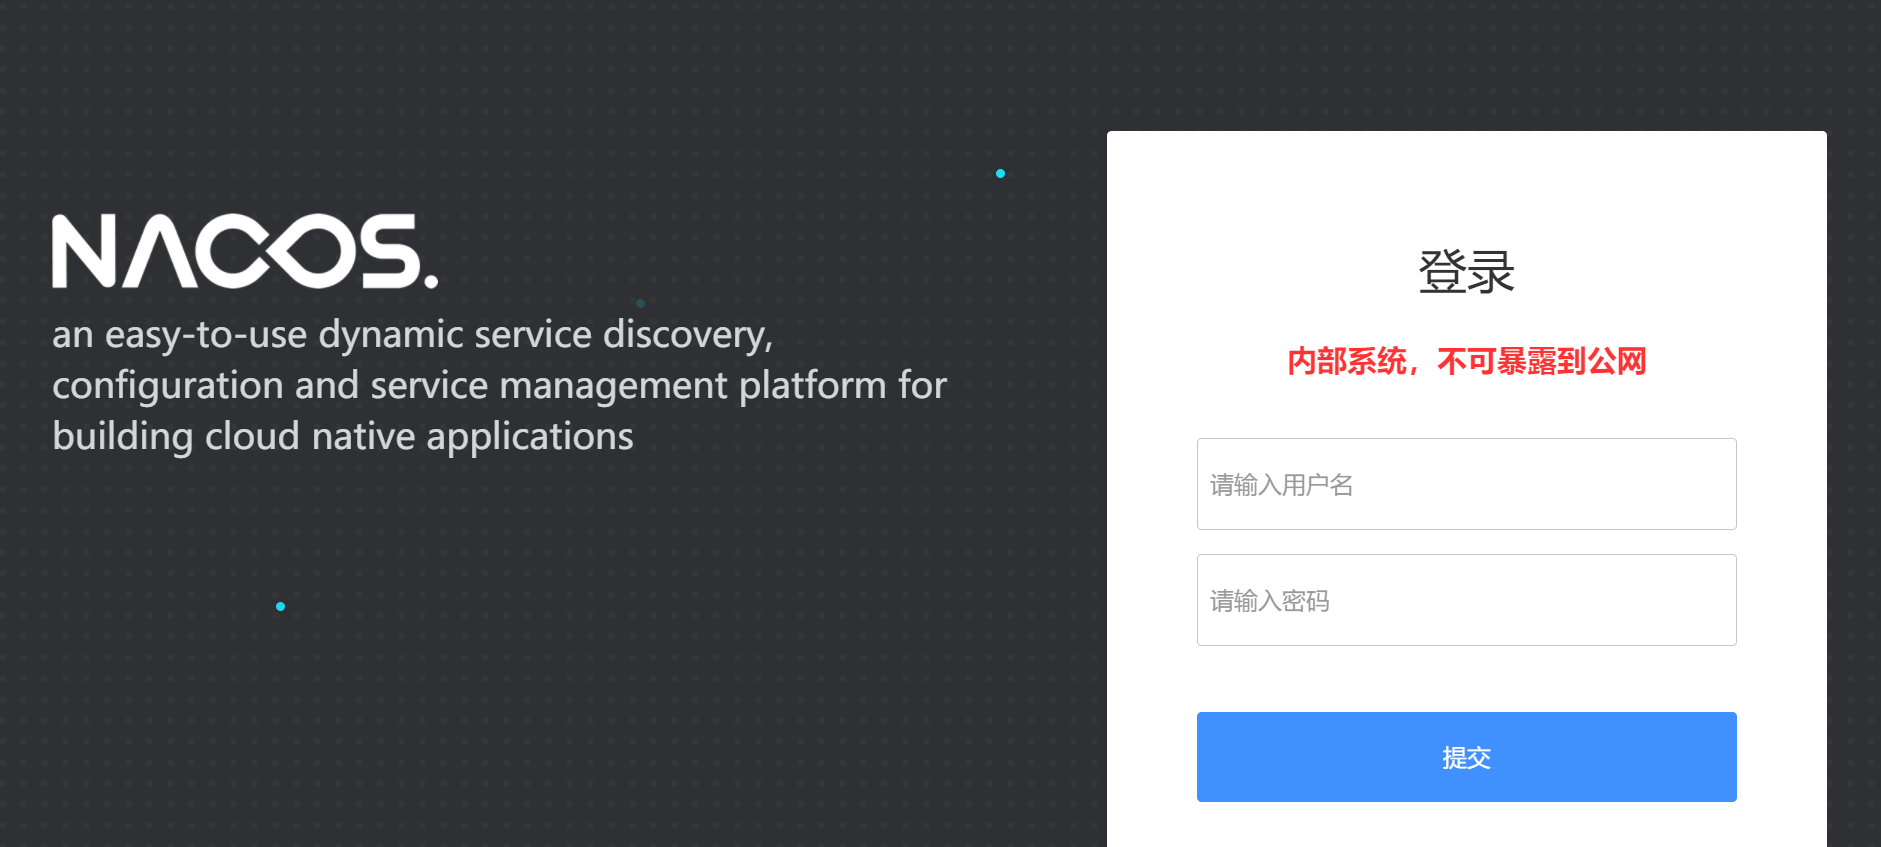 NACOS.
an easy-to-use dynamic service discovery,
configuration and service management platform for
building cloud native applications
登录
内部系统，不可暴露到公网
请输入用户名
请输入密码
提交